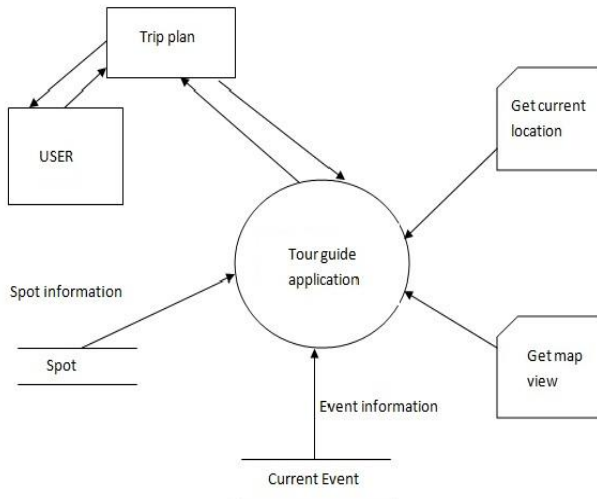 Trip plan
USER
Get current
location
Tour guide
application
Spot information
Spot
Get map
view
Event information
Current Event